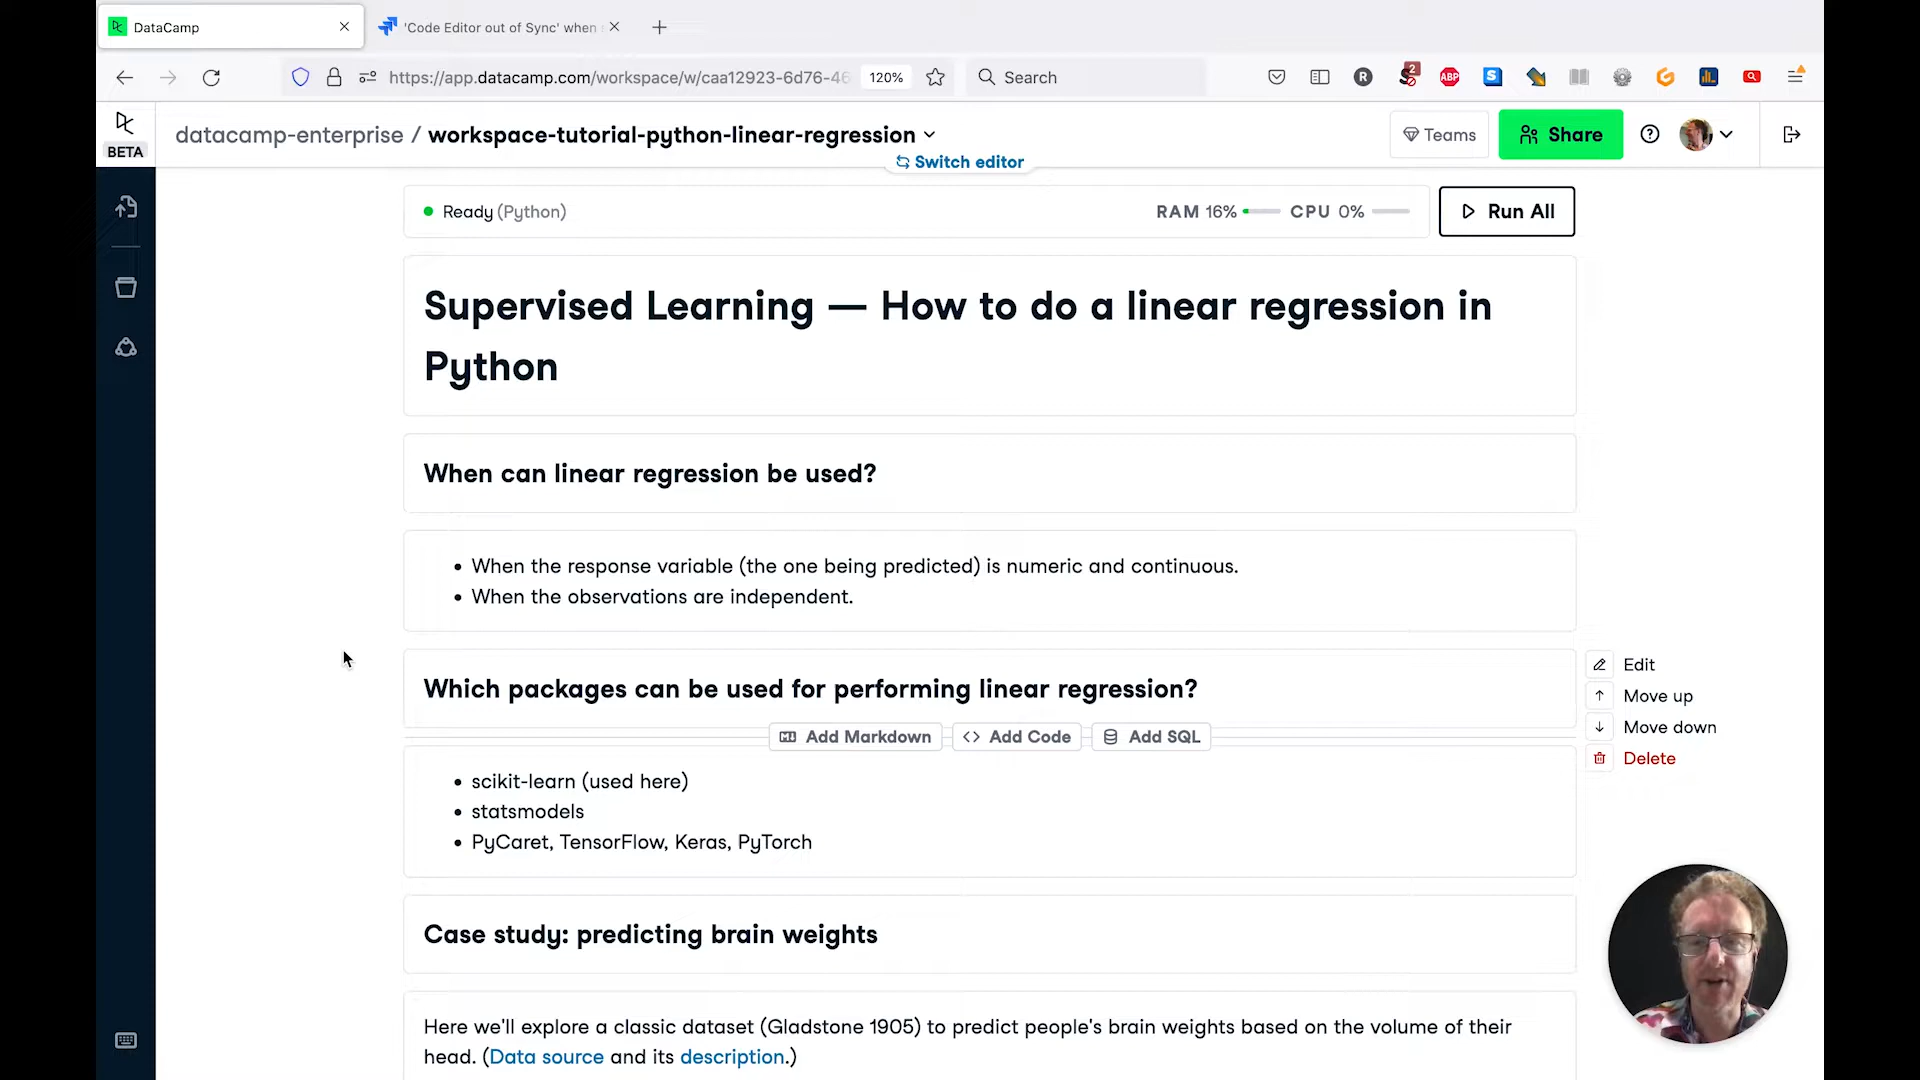 DataCamp
'Code Editor out of Sync' when
https://app.datacamp.com/workspace/w/caa12923-6d76-46
120%
Search
R
2
ABP
S
BETA
datacamp-enterprise / workspace-tutorial-python-linear-regression
Teams
Share
Switch editor
Ready (Python)
RAM 16%
CPU 0%
Run All
Supervised Learning — How to do a linear regression in
Python
When can linear regression be used?
• When the response variable (the one being predicted) is numeric and continuous.
• When the observations are independent.
Which packages can be used for performing linear regression?
Edit
Move up
Move down
Delete
Add Markdown
Add Code
Add SQL
• scikit-learn (used here)
• statsmodels
• PyCaret, TensorFlow, Keras, PyTorch
Case study: predicting brain weights
Here we'll explore a classic dataset (Gladstone 1905) to predict people's brain weights based on the volume of their
head. (Data source and its description.)